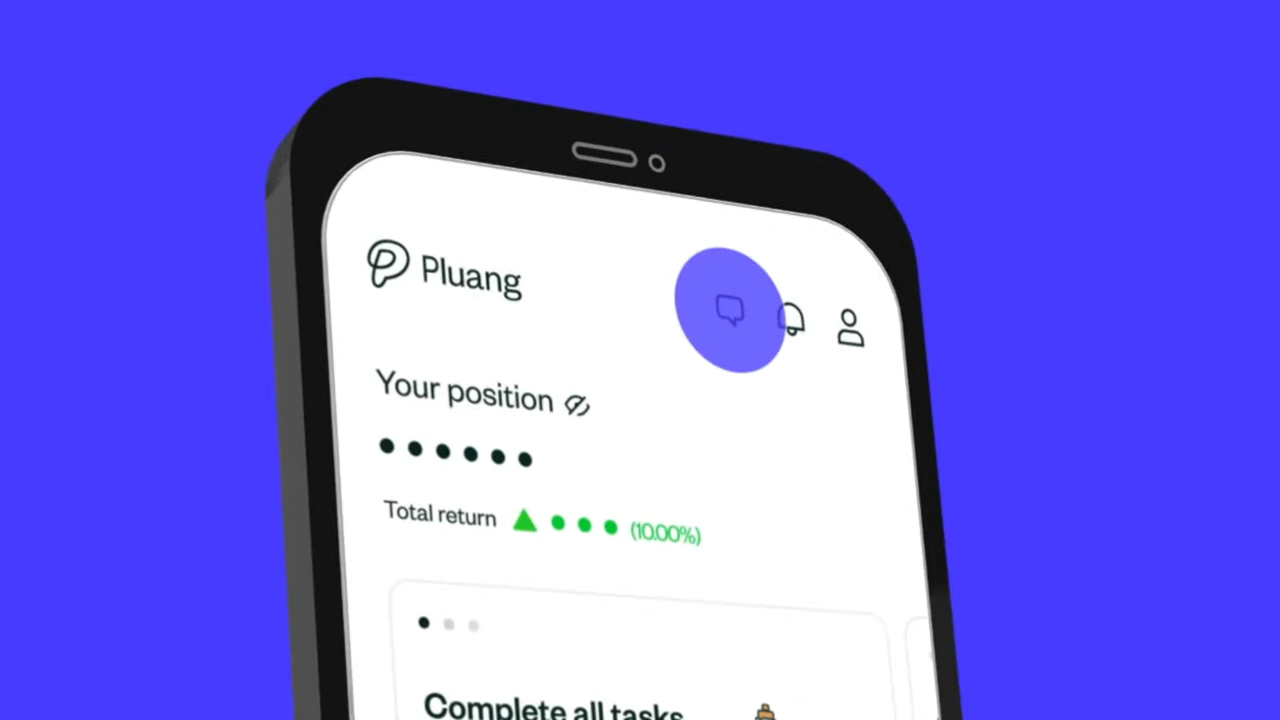 Pluang
Your position
Total return (10.00%)
Complete all tasks